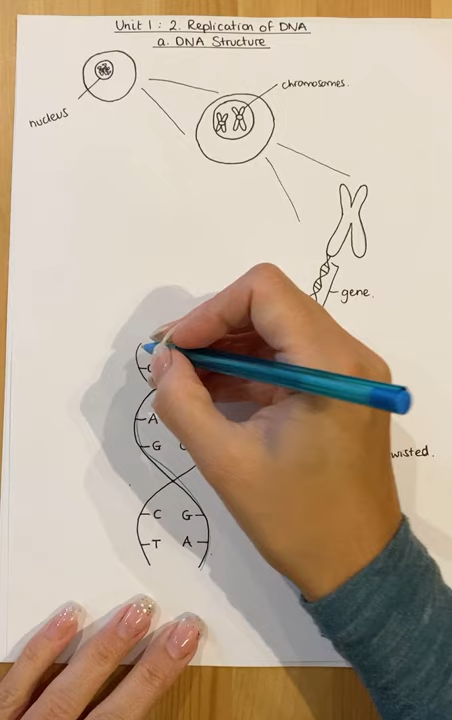 Unit 1 : 2. Replication of DNA
a. DNA Structure
chromosomes.
nucleus
gene.
A
G
wisted.
C G
T A